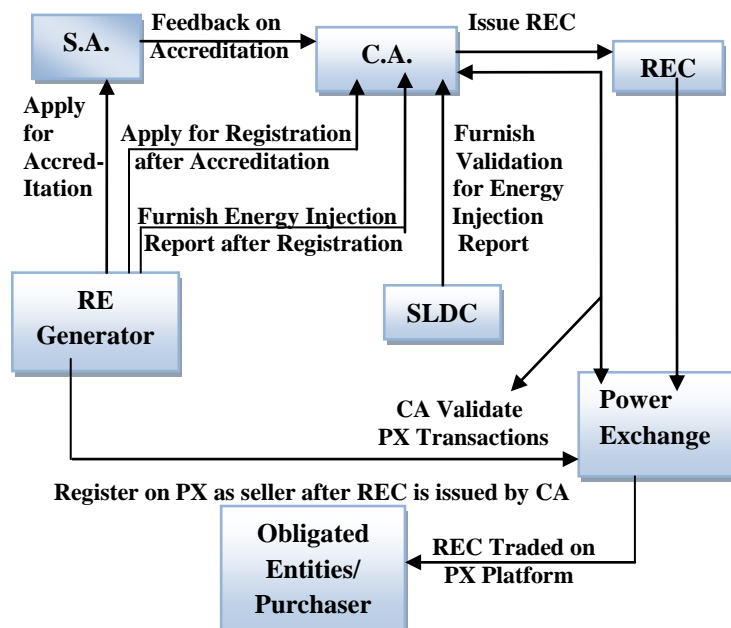 S.A.
Feedback on
Accreditation
C.A.
Issue REC
REC
Apply
for
Accred-
Itation
Apply for Registration
after Accreditation
Furnish Energy Injection
Report after Registration
Furnish
Validation
for Energy
Injection
Report
RE
Generator
SLDC
CA Validate
PX Transactions
Power
Exchange
Register on PX as seller after REC is issued by CA
Obligated
Entities/
Purchaser
REC Traded on
PX Platform